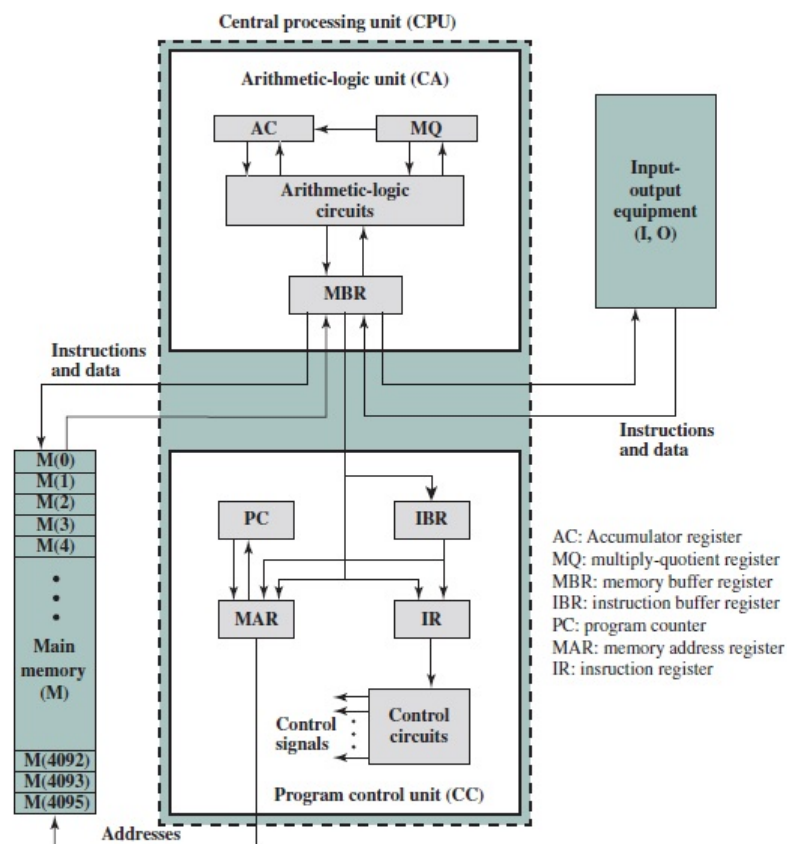 Central processing unit (CPU)
Arithmetic-logic unit (CA)
AC
MQ
Arithmetic-logic
circuits
MBR
Input-
output
equipment
(I, O)
Instructions
and data
Instructions
and data
M(0)
M(1)
M(2)
M(3)
M(4)
Main
memory
(M)
M(4092)
M(4093)
M(4095)
PC
IBR
MAR
IR
Control
signals
Control
circuits
Program control unit (CC)
Addresses
AC: Accumulator register
MQ: multiply-quotient register
MBR: memory buffer register
IBR: instruction buffer register
PC: program counter
MAR: memory address register
IR: insruction register